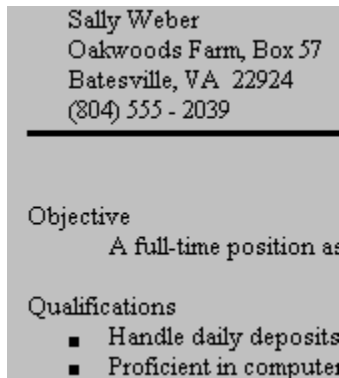 Sally Weber
Oakwoods Farm, Box 57
Batesville, VA  22924
(804) 555 - 2039
Objective
A full-time position as
Qualifications
■ Handle daily deposits
■ Proficient in computer